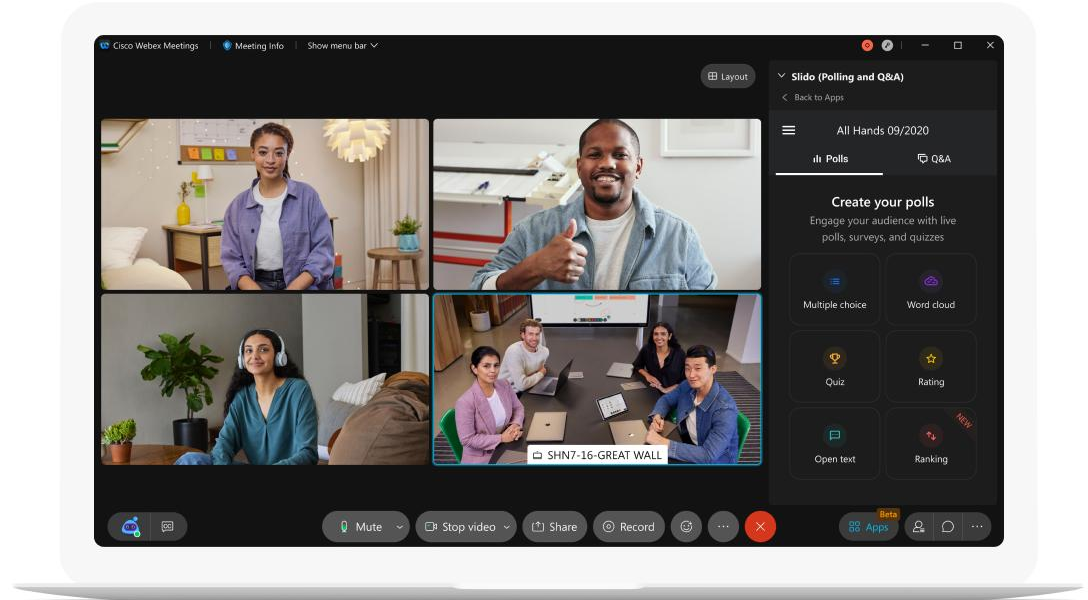 Cisco Webex Meetings
Meeting Info
Show menu bar
Layout
Slido (Polling and Q&A)
Back to Apps
All Hands 09/2020
Polls
Q&A
Create your polls
Engage your audience with live
polls, surveys, and quizzes
Multiple choice
Word cloud
Quiz
Rating
NEW
Open text
Ranking
SHN7-16-GREAT WALL
CC
Mute
Stop video
Share
Record
Beta
Apps